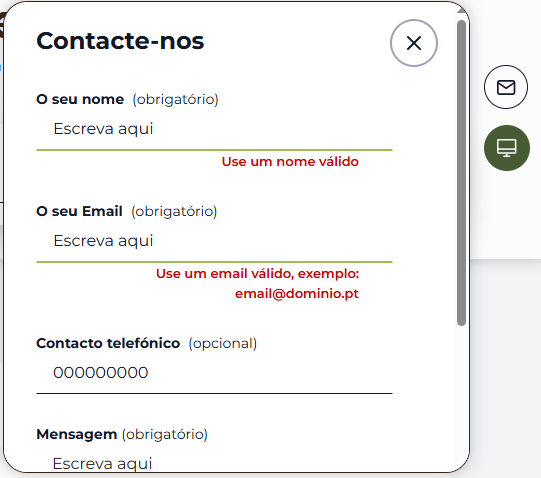 Contacte-nos
O seu nome (obrigatório)
Escreva aqui
Use um nome válido
O seu Email (obrigatório)
Escreva aqui
Use um email válido, exemplo:
email@dominio.pt
Contacto telefónico (opcional)
000000000
Mensagem (obrigatório)
Escreva aqui